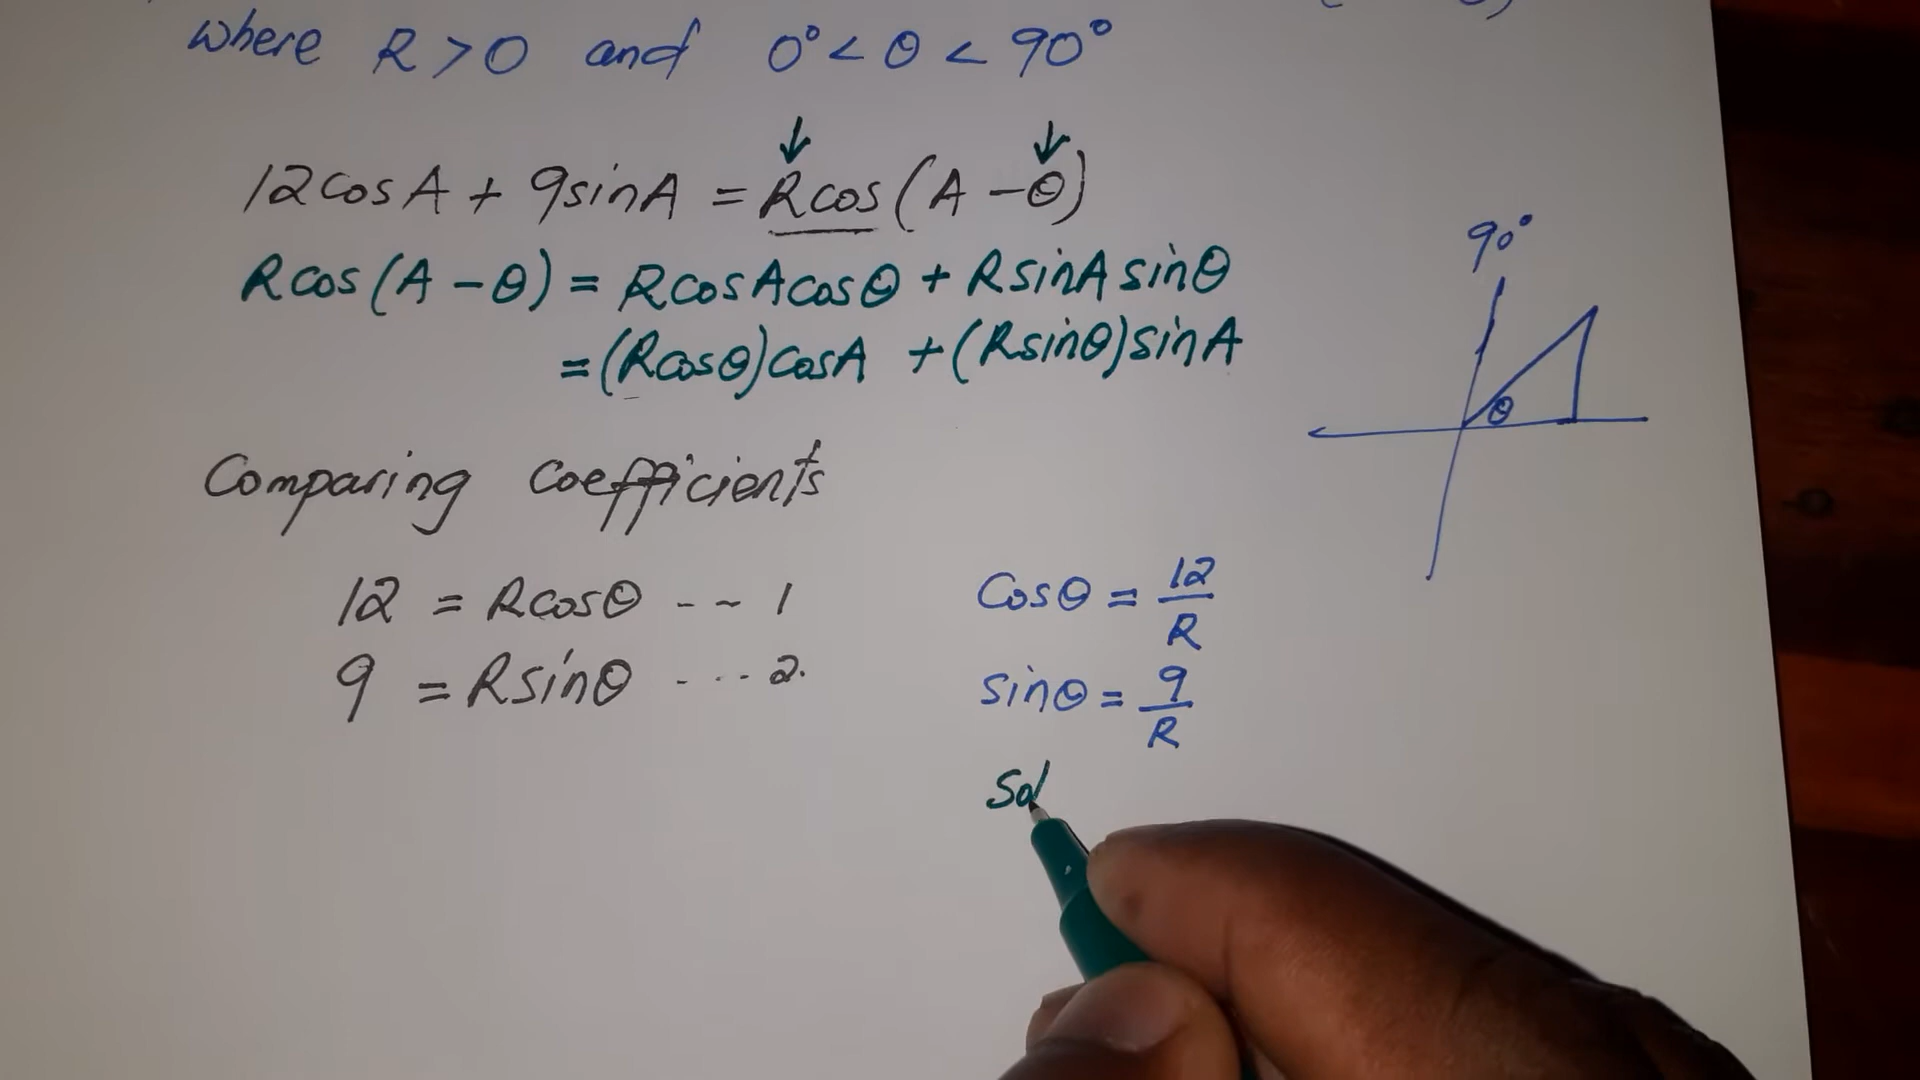 where R > 0 and 0° < θ < 90°
12cosA + 9sinA = Rcos(A - θ)
Rcos(A - θ) = RcosAcosθ + RsinAsinθ
= (Rcosθ)cosA + (Rsinθ)sinA
90°
θ
Comparing coefficients
12 = Rcosθ - - 1
9 = Rsinθ - - - 2.
Cosθ = 12/R
sinθ = 9/R